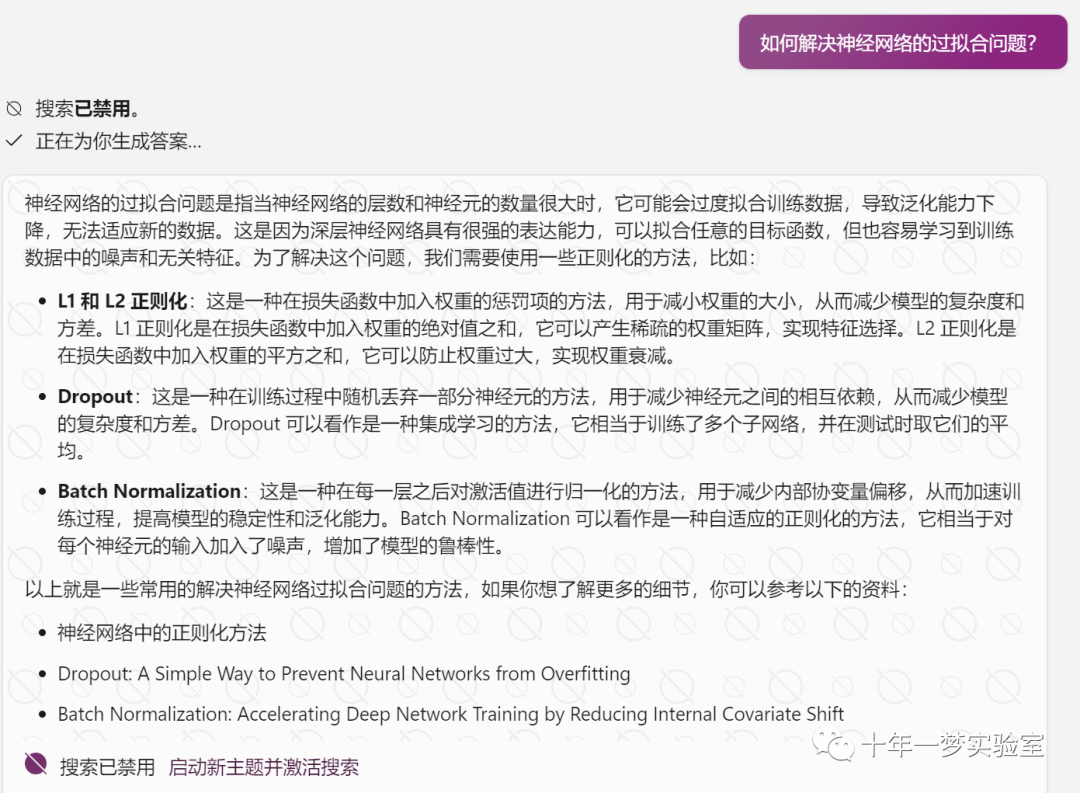 如何解决神经网络的过拟合问题?
搜索已禁用。
正在为你生成答案...
神经网络的过拟合问题是指当神经网络的层数和神经元的数量很大时，它可能会过度拟合训练数据，导致泛化能力下
降，无法适应新的数据。这是因为深层神经网络具有很强的表达能力，可以拟合任意的目标函数，但也容易学习到训练
数据中的噪声和无关特征。为了解决这个问题，我们需要使用一些正则化的方法，比如：
• L1 和 L2 正则化：这是一种在损失函数中加入权重的惩罚项的方法，用于减小权重的大小，从而减少模型的复杂度和
方差。L1 正则化是在损失函数中加入权重的绝对值之和，它可以产生稀疏的权重矩阵，实现特征选择。L2 正则化是
在损失函数中加入权重的平方之和，它可以防止权重过大，实现权重衰减。
• Dropout：这是一种在训练过程中随机丢弃一部分神经元的方法，用于减少神经元之间的相互依赖，从而减少模型
的复杂度和方差。Dropout 可以看作是一种集成学习的方法，它相当于训练了多个子网络，并在测试时取它们的平
均。
• Batch Normalization：这是一种在每一层之后对激活值进行归一化的方法，用于减少内部协变量偏移，从而加速训
练过程，提高模型的稳定性和泛化能力。Batch Normalization 可以看作是一种自适应的正则化的方法，它相当于对
每个神经元的输入加入了噪声，增加了模型的鲁棒性。
以上就是一些常用的解决神经网络过拟合问题的方法，如果你想了解更多的细节，你可以参考以下的资料：
• 神经网络中的正则化方法
• Dropout: A Simple Way to Prevent Neural Networks from Overfitting
• Batch Normalization: Accelerating Deep Network Training by Reducing Internal Covariate Shift
十年一梦实验室
搜索已禁用 启动新主题并激活搜索